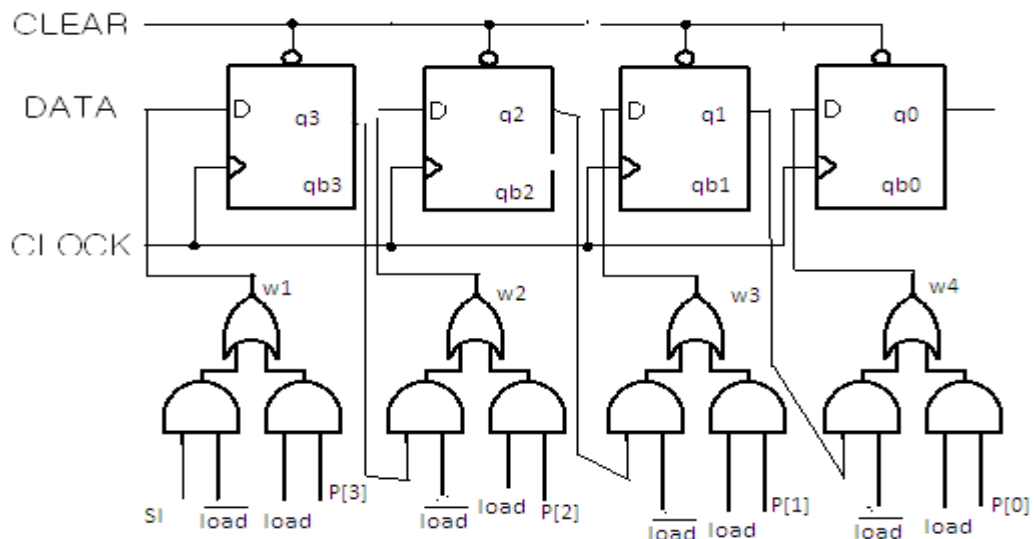 CLEAR
DATA D q3 D q2 D q1 D q0
qb3 qb2 qb1 qb0
CLOCK
w1 w2 w3 w4
SI load load P[3] load load P[2] load load P[1] load load P[0]